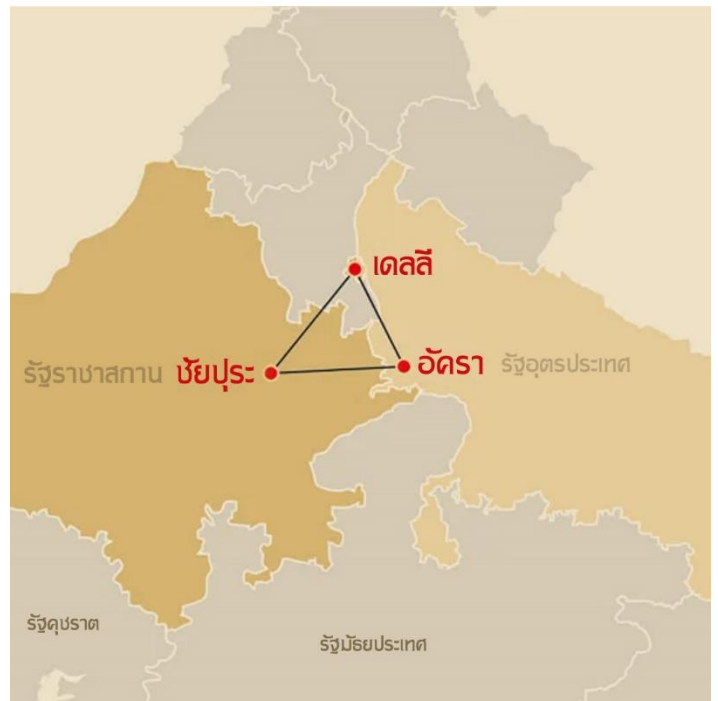 เดลลี
รัฐราชาสถาน
ชัยปุระ
อัครา
รัฐอุตรประเทศ
รัฐคุชราต
รัฐมัธยประเทศ